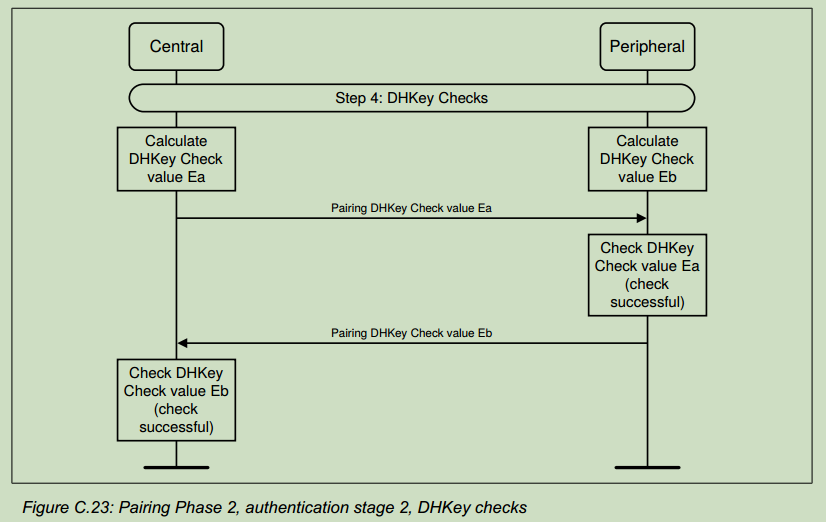 Central
Peripheral
Step 4: DHKey Checks
Calculate
DHKey Check
value Ea
Calculate
DHKey Check
value Eb
Pairing DHKey Check value Ea
Check DHKey
Check value Ea
(check
successful)
Pairing DHKey Check value Eb
Check DHKey
Check value Eb
(check
successful)
Figure C.23: Pairing Phase 2, authentication stage 2, DHKey checks